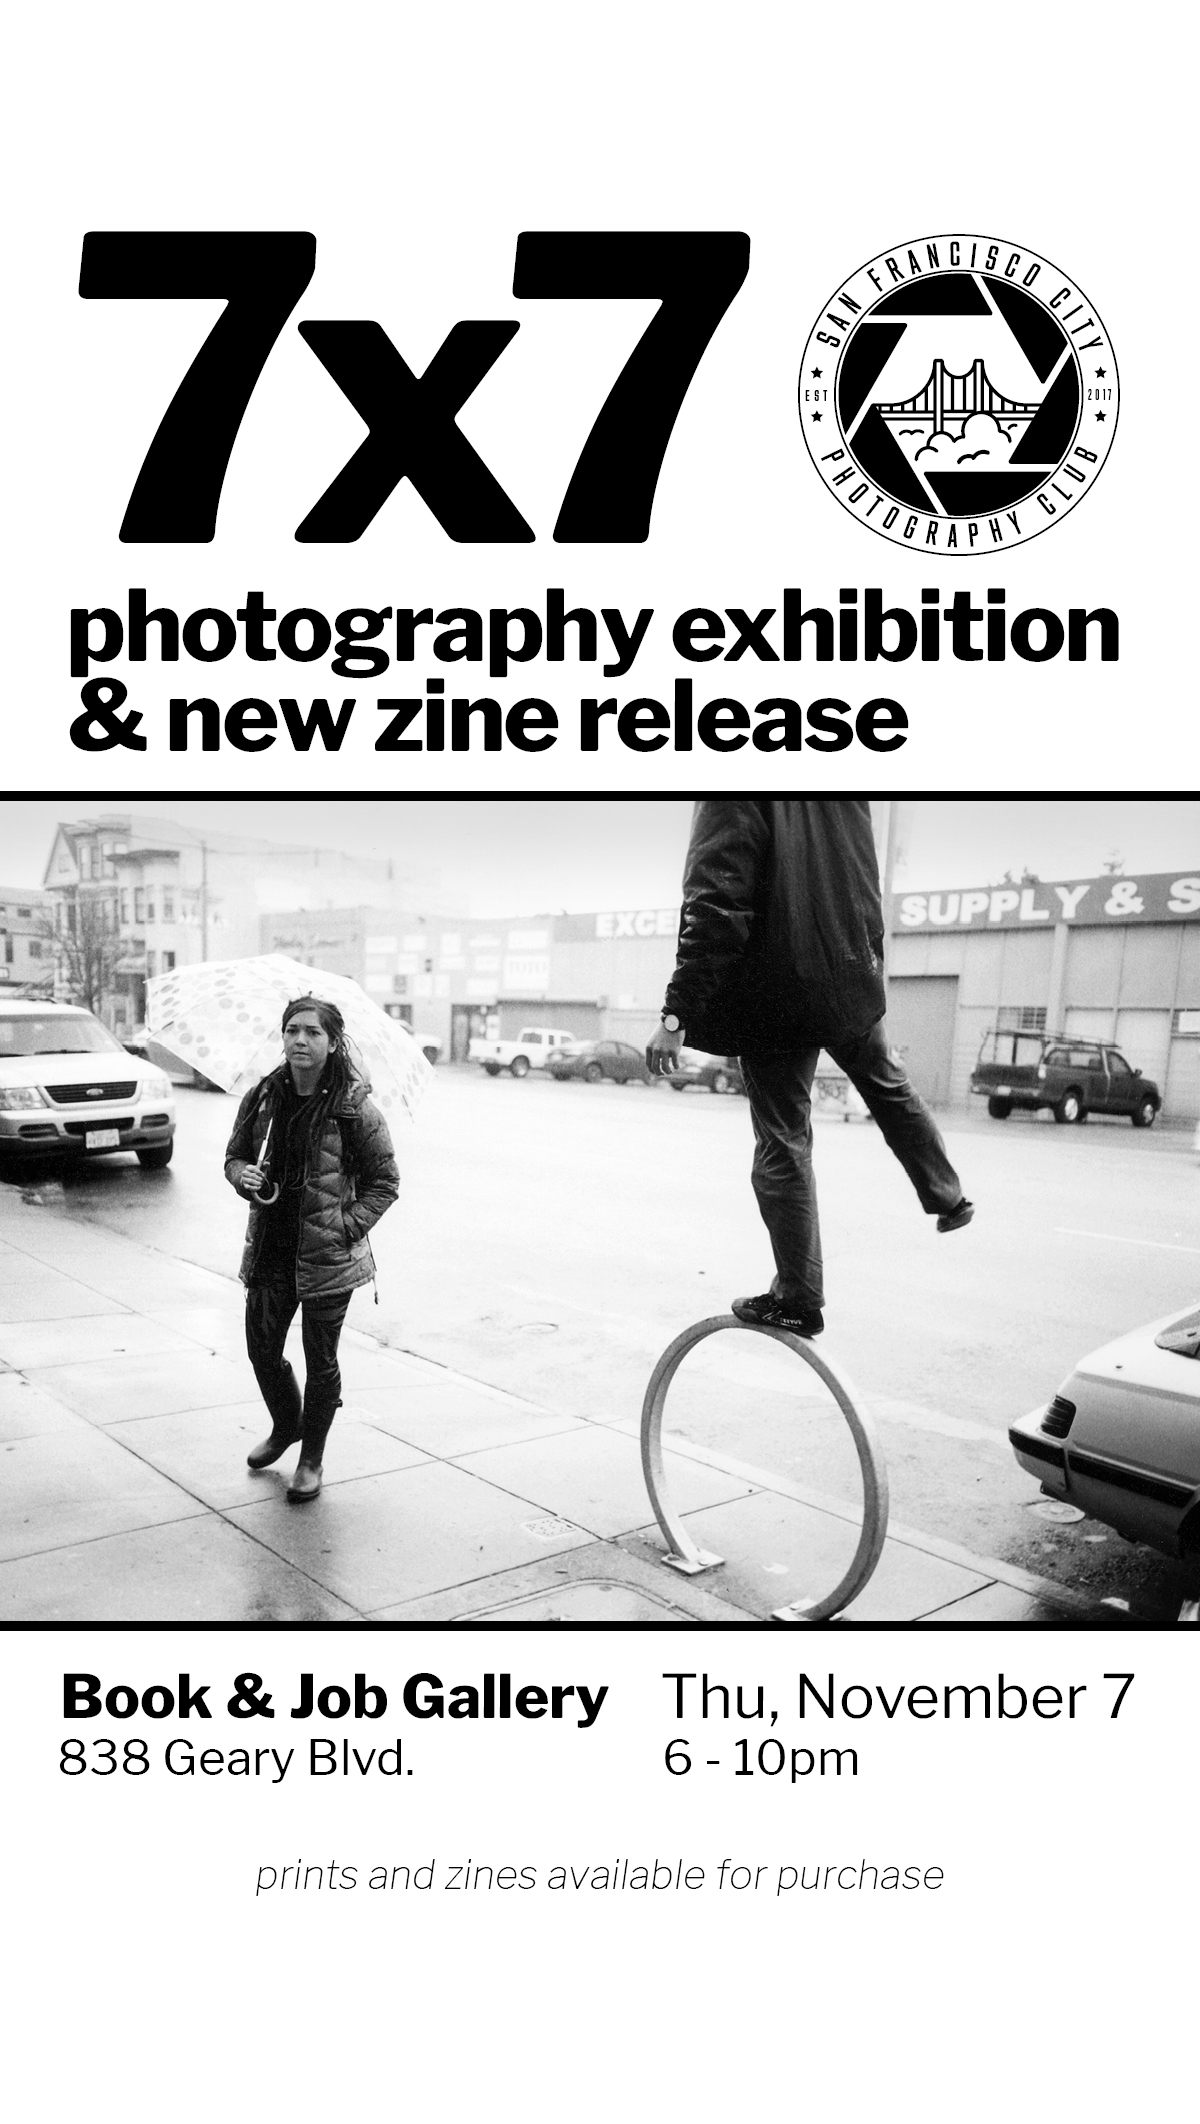 7x7
SAN FRANCISCO CITY
EST 2017
PHOTOGRAPHY CLUB
photography exhibition
& new zine release
EXCE
SUPPLY & S
Book & Job Gallery
838 Geary Blvd.
Thu, November 7
6 - 10pm
prints and zines available for purchase